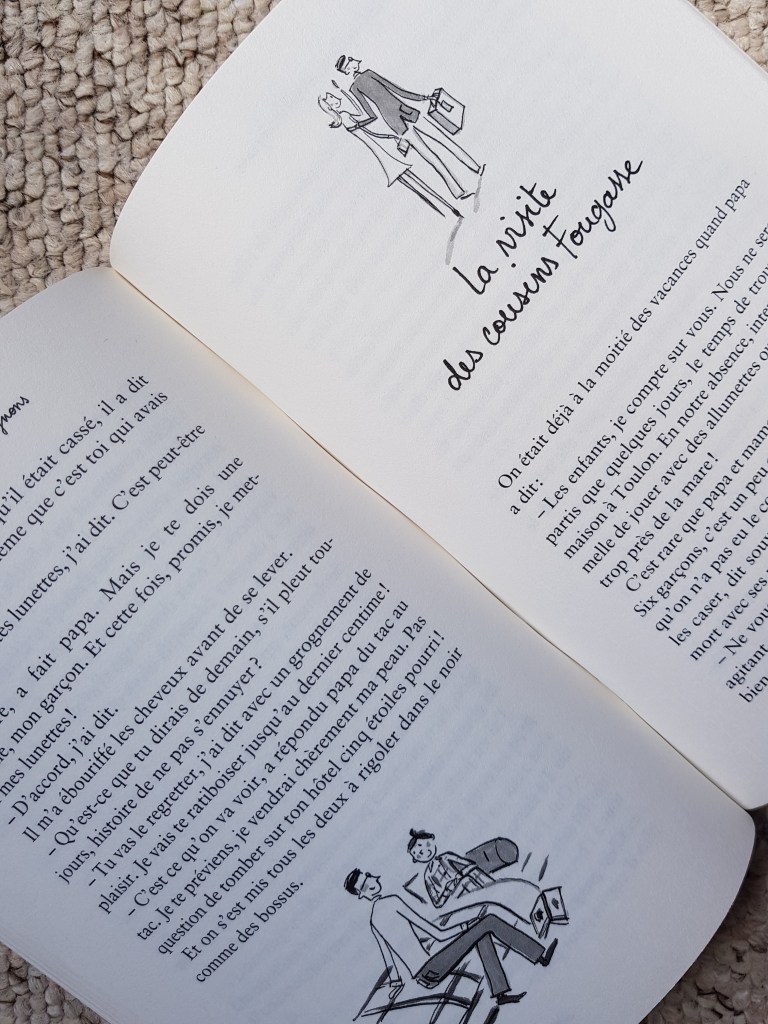 qu'il était cassé, il a dit
que c'est toi qui avais
lunettes, j'ai dit. C'est peut-être
a fait papa. Mais je te dois une
mon garçon. Et cette fois, promis, je met-
mes lunettes!
– D'accord, j'ai dit.
Il m'a ébouriffé les cheveux avant de se lever.
– Qu'est-ce que tu dirais de demain, s'il pleut tou-
jours, histoire de ne pas s'ennuyer ?
– Tu vas le regretter, j'ai dit avec un grognement de
plaisir. Je vais te ratiboiser jusqu'au dernier centime!
– C'est ce qu'on va voir, a répondu papa du tac au
tac. Je te préviens, je vendrai chèrement ma peau. Pas
question de tomber sur ton hôtel cinq étoiles pourri!
Et on s'est mis tous les deux à rigoler dans le noir
comme des bossus.
La visite
des cousins Fougasse
On était déjà à la moitié des vacances quand papa
a dit:
– Les enfants, je compte sur vous. Nous ne
partis que quelques jours, le temps de
maison à Toulon. En notre absence,
melle de jouer avec des allumettes
trop près de la mare!
C'est rare que papa et
Six garçons, c'est un peu
qu'on n'a pas eu le
les caser, dit
mort avec ses
– Ne
agitant
bien